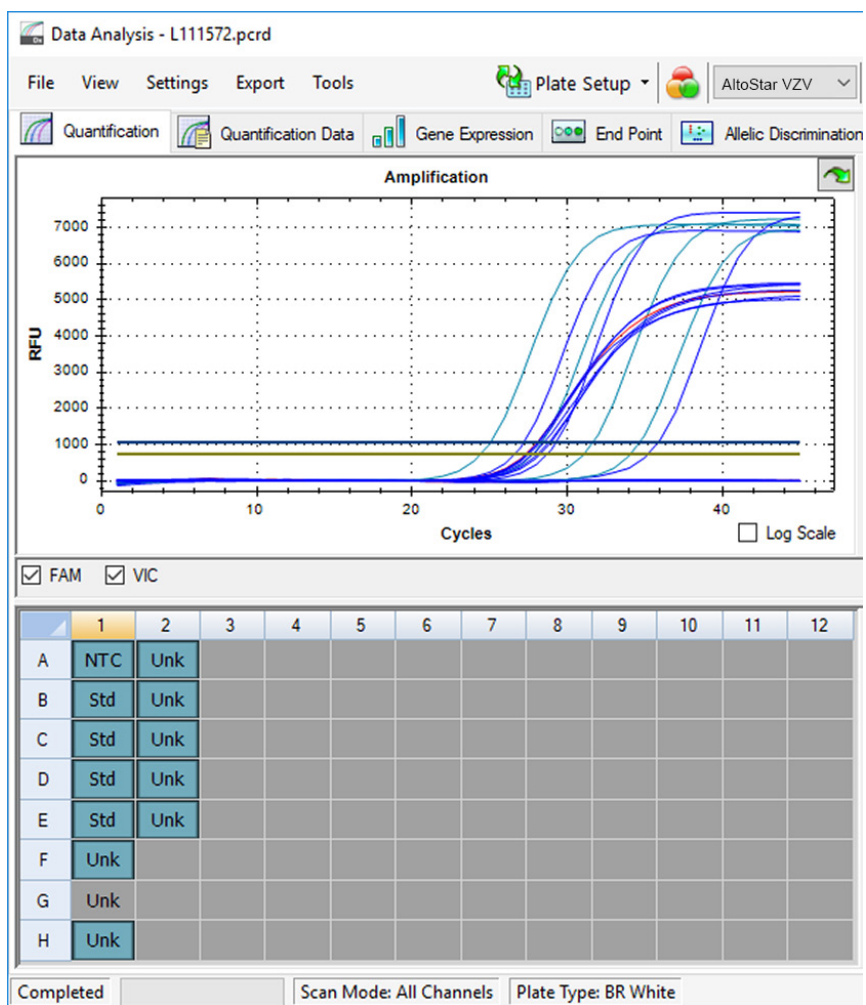 Data Analysis - L111572.pcrd
File View Settings Export Tools Plate Setup AltoStar VZV
Quantification Quantification Data Gene Expression End Point Allelic Discrimination
Amplification
7000
6000
5000
4000
3000
2000
1000
0
RFU
0 10 20 30 40
Cycles
Log Scale
FAM VIC
1 2 3 4 5 6 7 8 9 10 11 12
A NTC Unk
B Std Unk
C Std Unk
D Std Unk
E Std Unk
F Unk
G Unk
H Unk
Completed Scan Mode: All Channels Plate Type: BR White